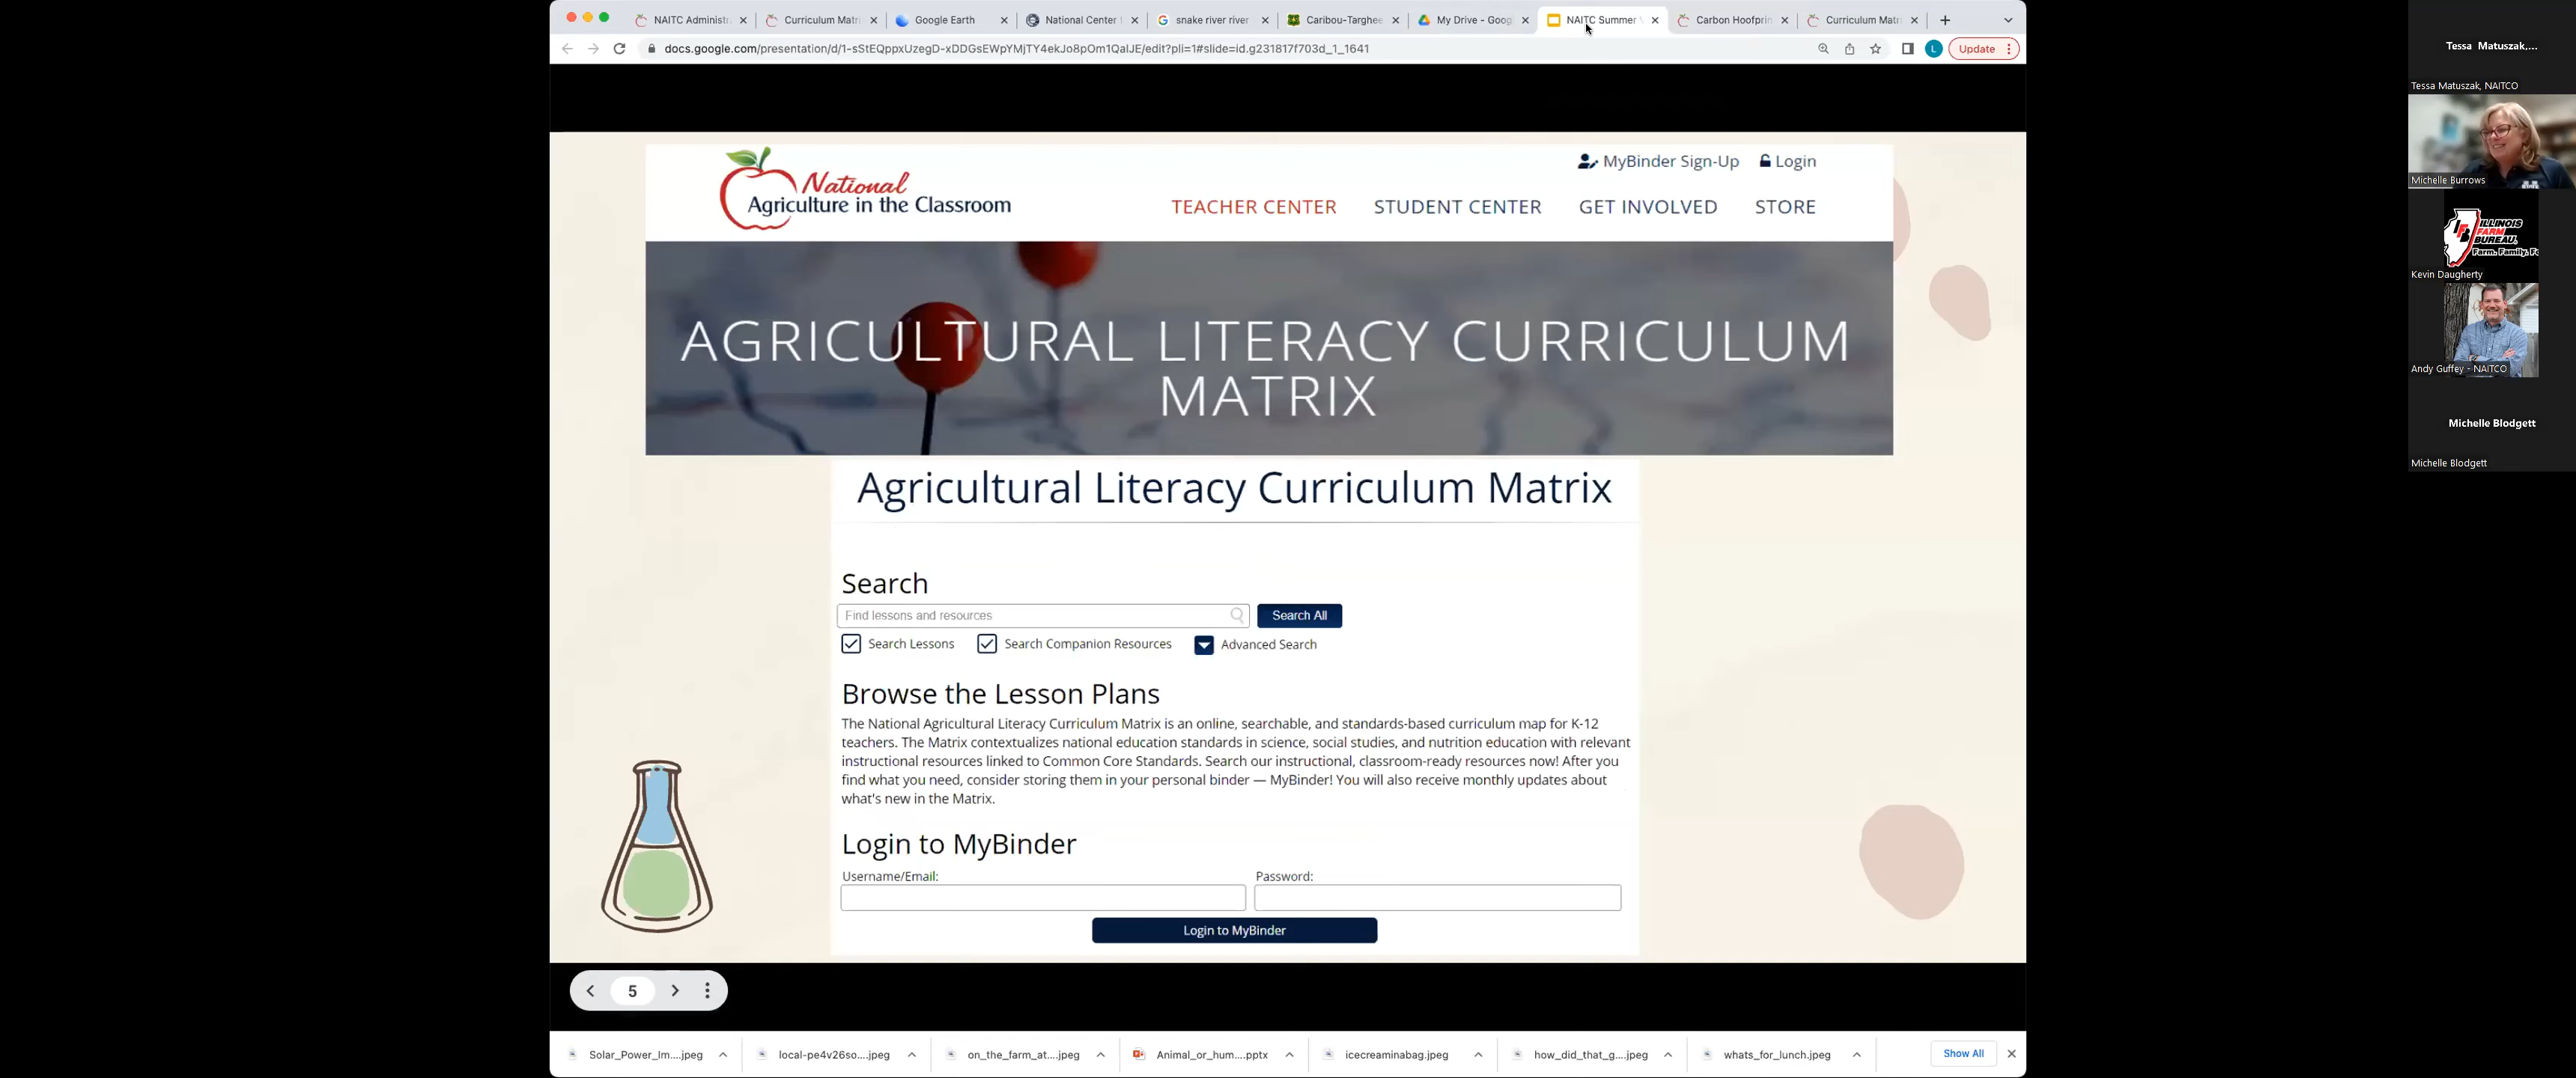 NAITC Administr
Curriculum Matri
Google Earth
National Center f
snake river river
Caribou-Targhee
My Drive - Goog
NAITC Summer
Carbon Hoofprin
Curriculum Matri
docs.google.com/presentation/d/1-sStEQppxUzegD-xDDGsEWpYMjTY4ekJo8pOm1QalJE/edit?pli=1#slide=id.g231817f703d_1_1641
L
Update
National
Agriculture in the Classroom
MyBinder Sign-Up Login
TEACHER CENTER STUDENT CENTER GET INVOLVED STORE
AGRICULTURAL LITERACY CURRICULUM
MATRIX
Agricultural Literacy Curriculum Matrix
Search
Find lessons and resources
Search All
Search Lessons Search Companion Resources Advanced Search
Browse the Lesson Plans
The National Agricultural Literacy Curriculum Matrix is an online, searchable, and standards-based curriculum map for K-12
teachers. The Matrix contextualizes national education standards in science, social studies, and nutrition education with relevant
instructional resources linked to Common Core Standards. Search our instructional, classroom-ready resources now! After you
find what you need, consider storing them in your personal binder — MyBinder! You will also receive monthly updates about
what's new in the Matrix.
Login to MyBinder
Username/Email: Password:
Login to MyBinder
5
Solar_Power_Im....jpeg
local-pe4v26so....jpeg
on_the_farm_at....jpeg
Animal_or_hum....pptx
icecreaminabag.jpeg
how_did_that_g....jpeg
whats_for_lunch.jpeg
Show All
Tessa Matuszak,...
Tessa Matuszak, NAITCO
Michelle Burrows
ILLINOIS
FARM
BUREAU.
Farm. Family. Fo
Kevin Daugherty
Andy Guffey - NAITCO
Michelle Blodgett
Michelle Blodgett